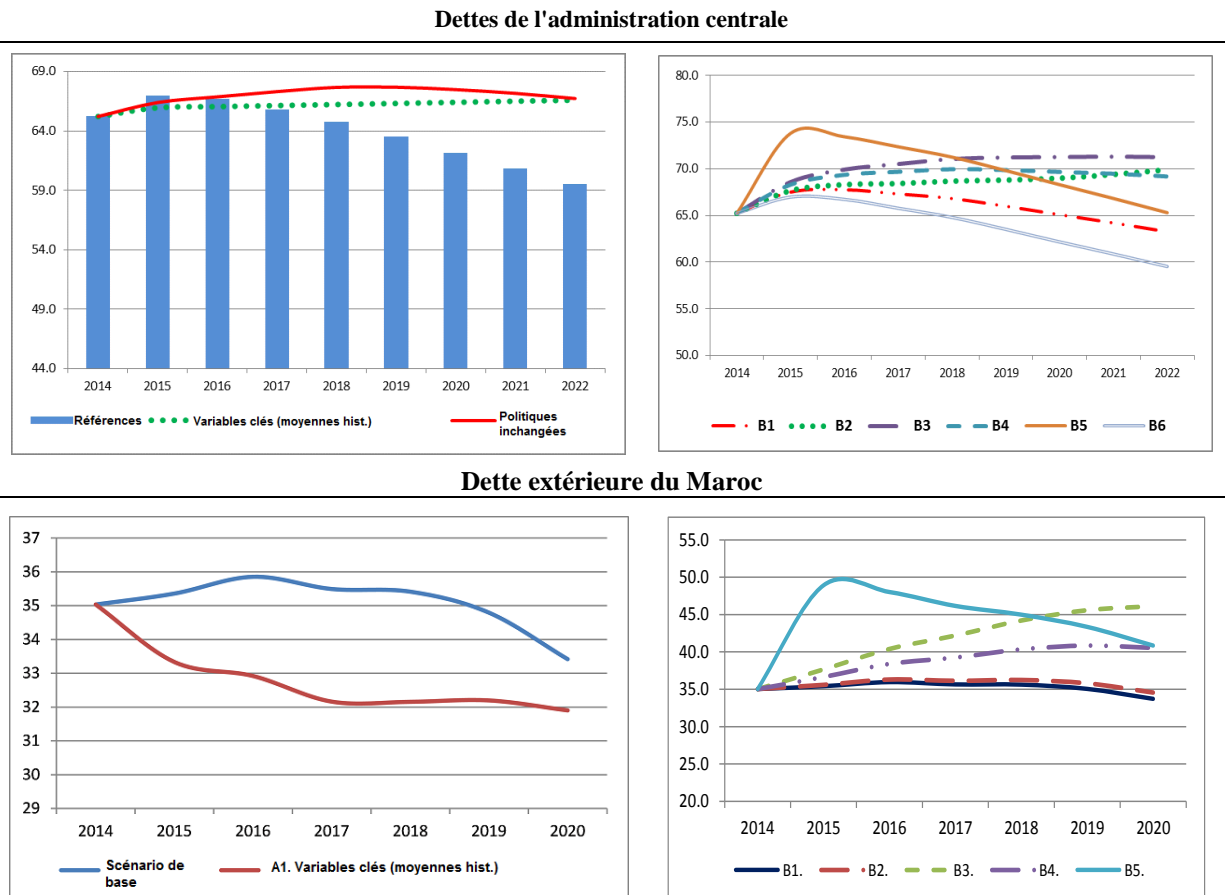 Dettes de l'administration centrale
69.0
64.0
59.0
54.0
49.0
44.0
2014 2015 2016 2017 2018 2019 2020 2021 2022
Références Variables clés (moyennes hist.) Politiques
inchangées
80.0
75.0
70.0
65.0
60.0
55.0
50.0
2014 2015 2016 2017 2018 2019 2020 2021 2022
B1 B2 B3 B4 B5 B6
Dette extérieure du Maroc
37
36
35
34
33
32
31
30
29
2014 2015 2016 2017 2018 2019 2020
Scénario de
base A1. Variables clés (moyennes hist.)
55.0
50.0
45.0
40.0
35.0
30.0
25.0
20.0
2014 2015 2016 2017 2018 2019 2020
B1. B2. B3. B4. B5.